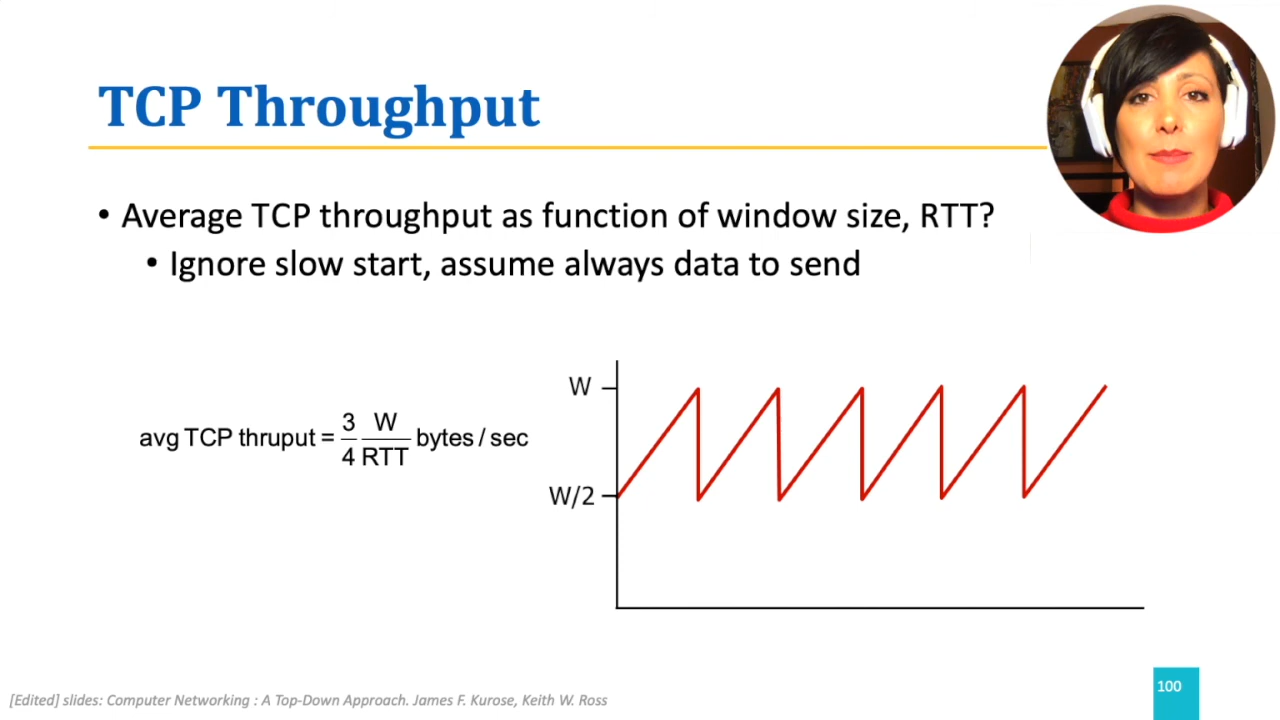 TCP Throughput
• Average TCP throughput as function of window size, RTT?
• Ignore slow start, assume always data to send
avg TCP thruput = 3/4 W/RTT bytes / sec
W
W/2
[Edited] slides: Computer Networking : A Top-Down Approach. James F. Kurose, Keith W. Ross
100